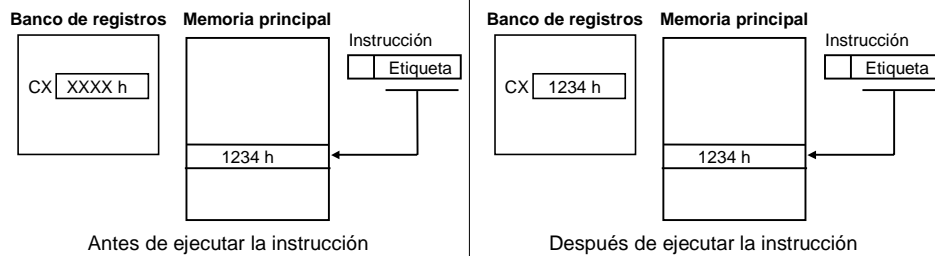 Banco de registros Memoria principal
Instrucción
Etiqueta
CX XXXX h
1234 h
Antes de ejecutar la instrucción
Banco de registros Memoria principal
Instrucción
Etiqueta
CX 1234 h
1234 h
Después de ejecutar la instrucción